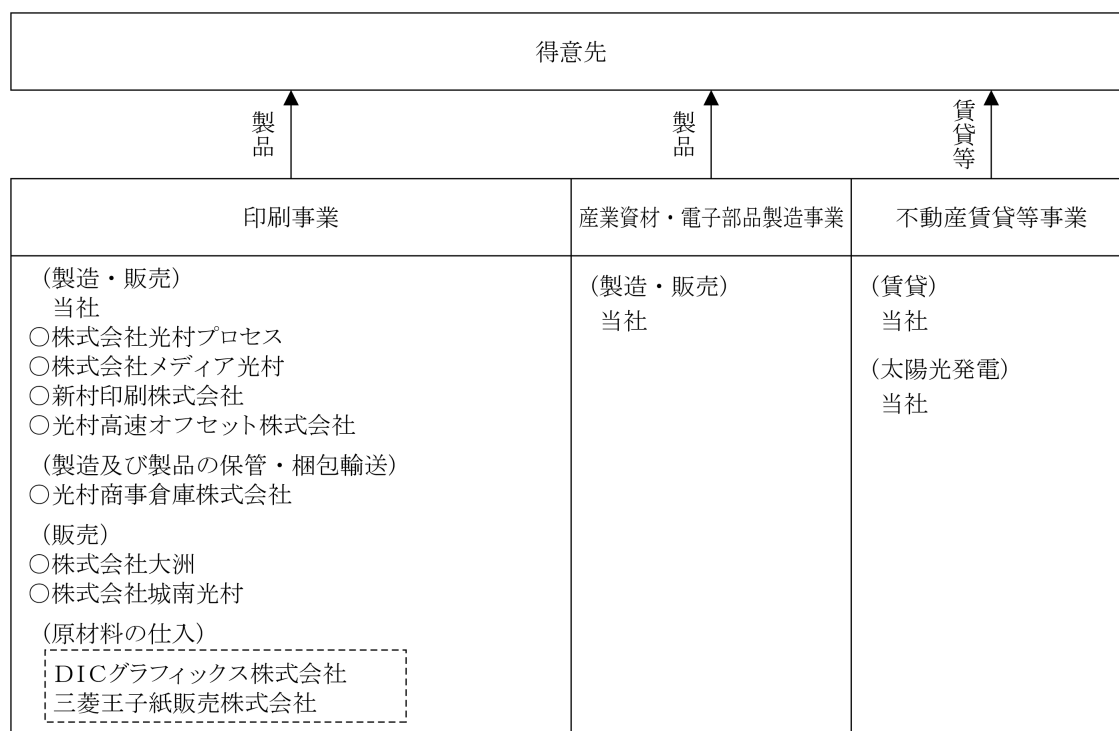 得意先
製品
製品
賃貸等
印刷事業
産業資材・電子部品製造事業
不動産賃貸等事業
(製造・販売)
当社
○株式会社光村プロセス
○株式会社メディア光村
○新村印刷株式会社
○光村高速オフセット株式会社
(製造及び製品の保管・梱包輸送)
○光村商事倉庫株式会社
(販売)
○株式会社大洲
○株式会社城南光村
(原材料の仕入)
DICグラフィックス株式会社
三菱王子紙販売株式会社
(製造・販売)
当社
(賃貸)
当社
(太陽光発電)
当社